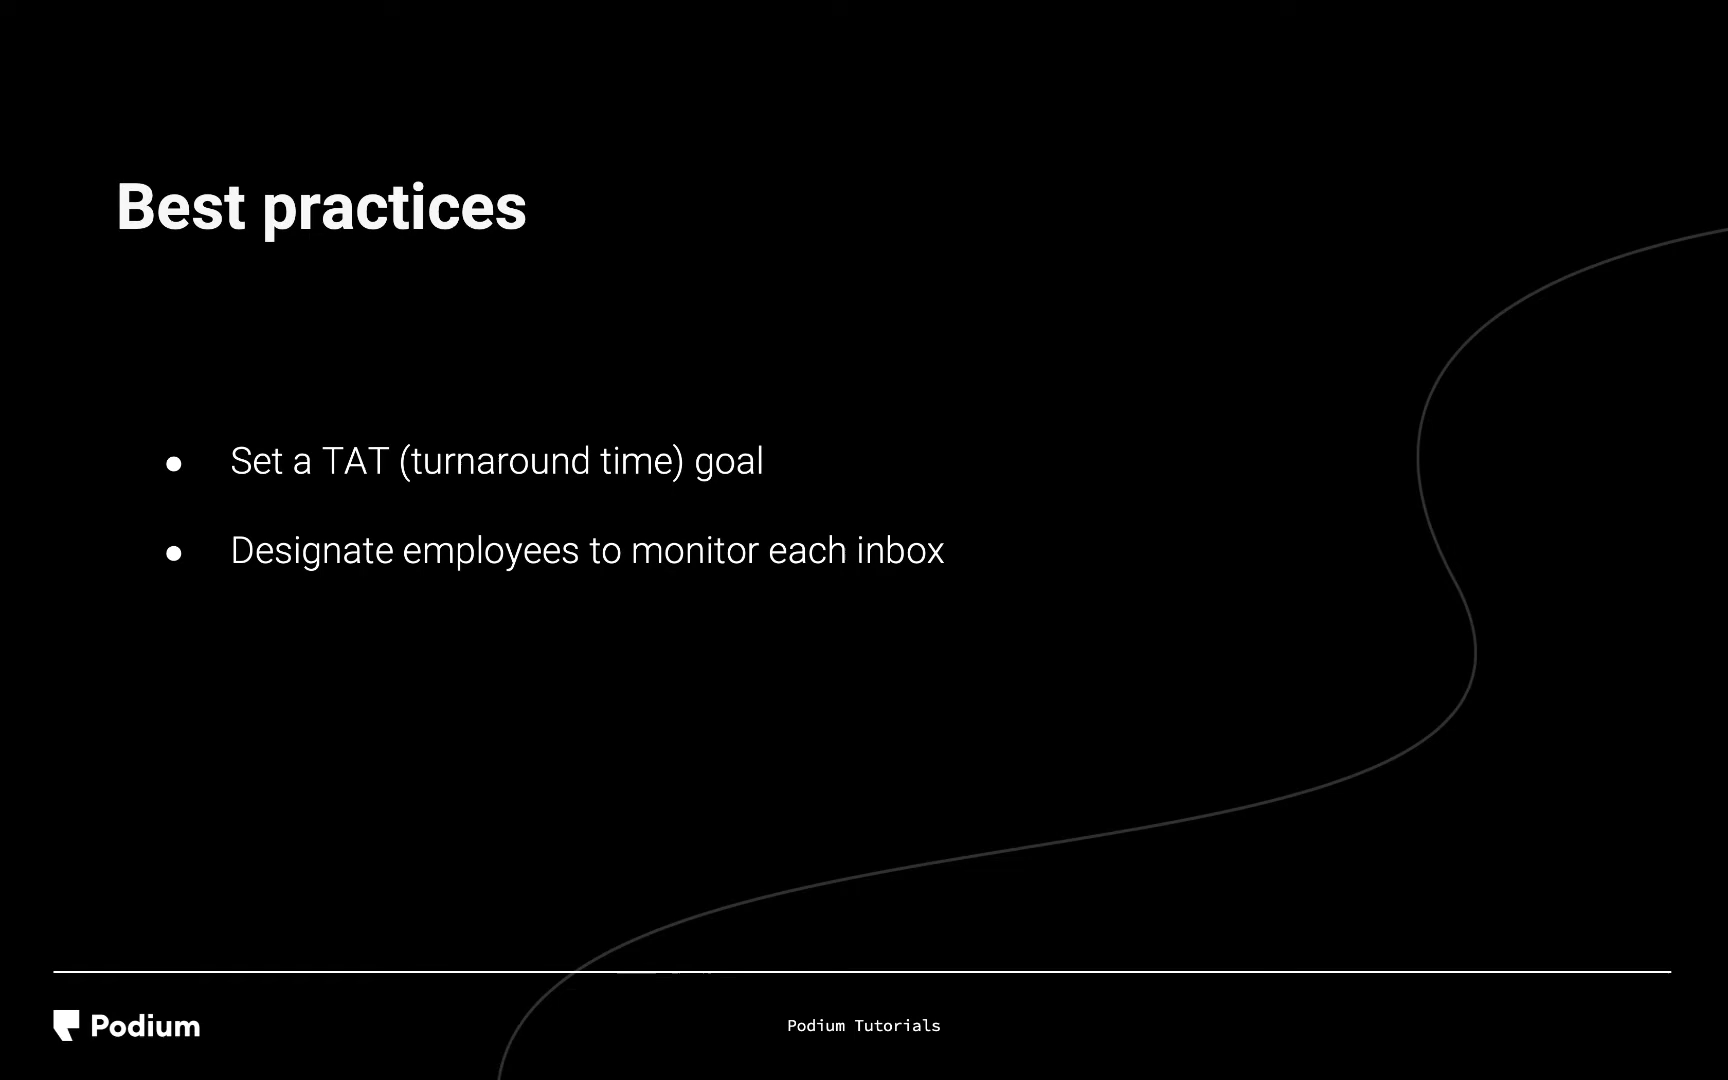 Best practices
● Set a TAT (turnaround time) goal
● Designate employees to monitor each inbox
Podium
Podium Tutorials